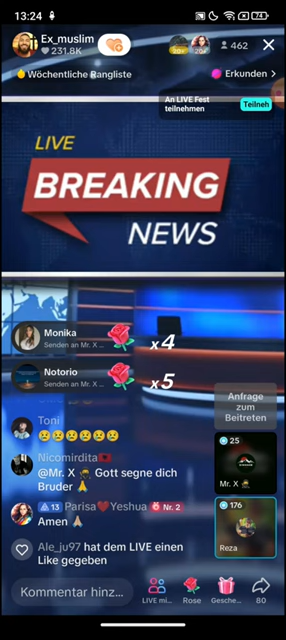 13:24
74
Ex_muslim
231.8K
20+
20+
462
Wöchentliche Rangliste
Erkunden >
An LIVE Fest
teilnehmen
Teilneh
LIVE
BREAKING
NEWS
Monika
Senden an Mr. X ...
x4
Notorio
Senden an Mr. X ...
x5
Anfrage
zum
Beitreten
Toni
😢😢😢😢😢😢
Nicomirdita🇦🇱
@Mr. X 🥷 Gott segne dich
Bruder 🙏
25
Mr. X 🥷
13 Parisa❤️Yeshua Nr. 2
Amen 🙏🏼
176
Reza
Ale_ju97 hat dem LIVE einen
Like gegeben
Kommentar hinz...
LIVE mi...
Rose
Gesche...
80